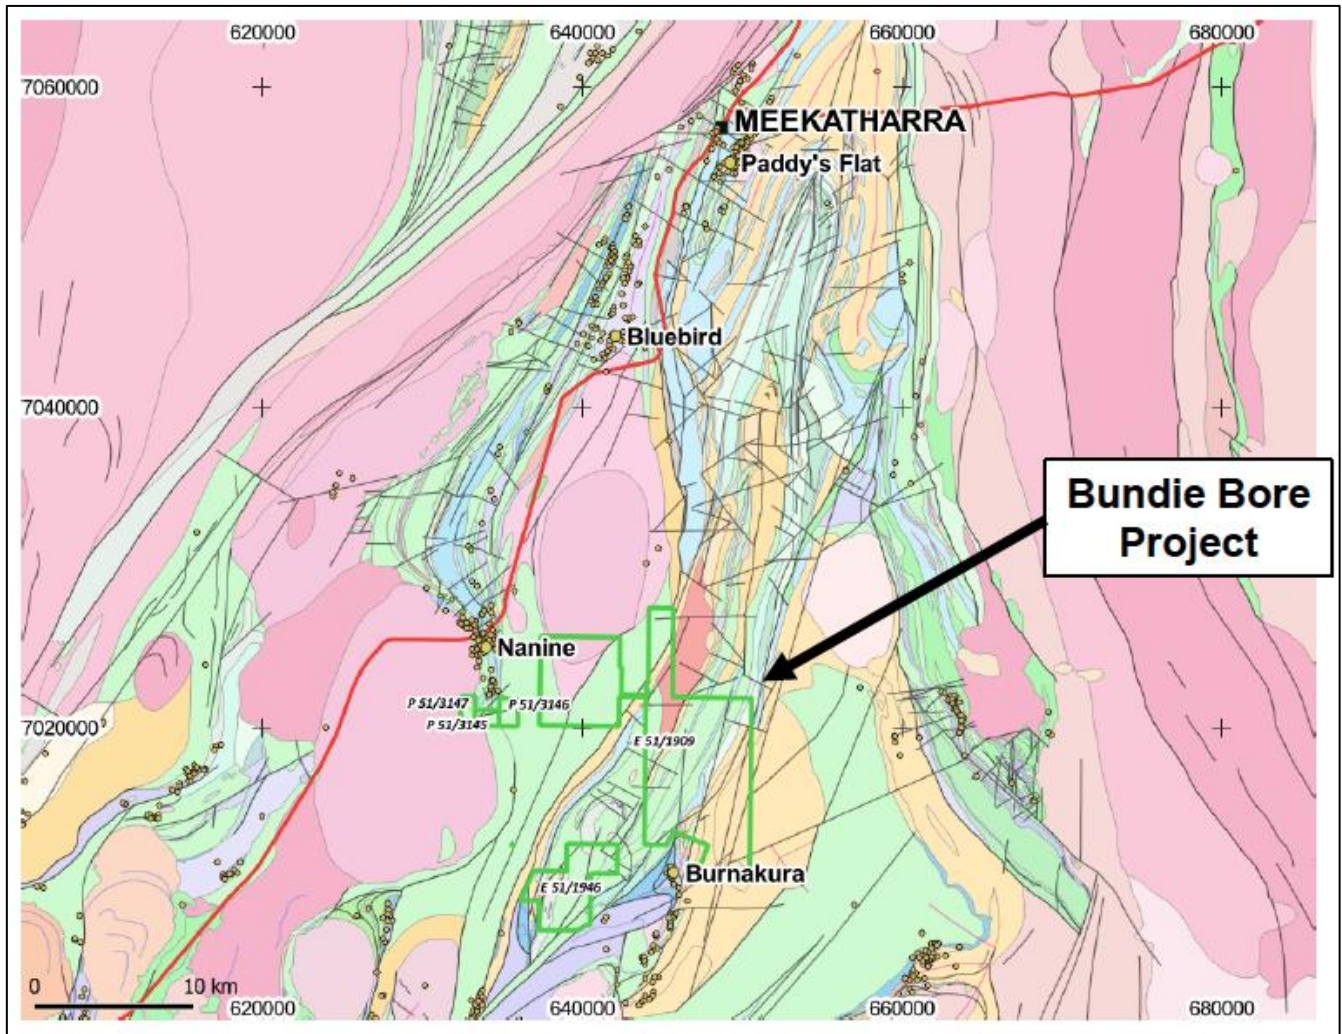 620000 640000 660000 680000
7060000
MEEKATHARRA
Paddy's Flat
Bluebird
7040000
Bundie Bore
Project
Nanine
P 51/3147 P 51/3146
P 51/3145
7020000
E 51/1909
Burnakura
E 51/1946
0 10 km
620000 640000 660000 680000